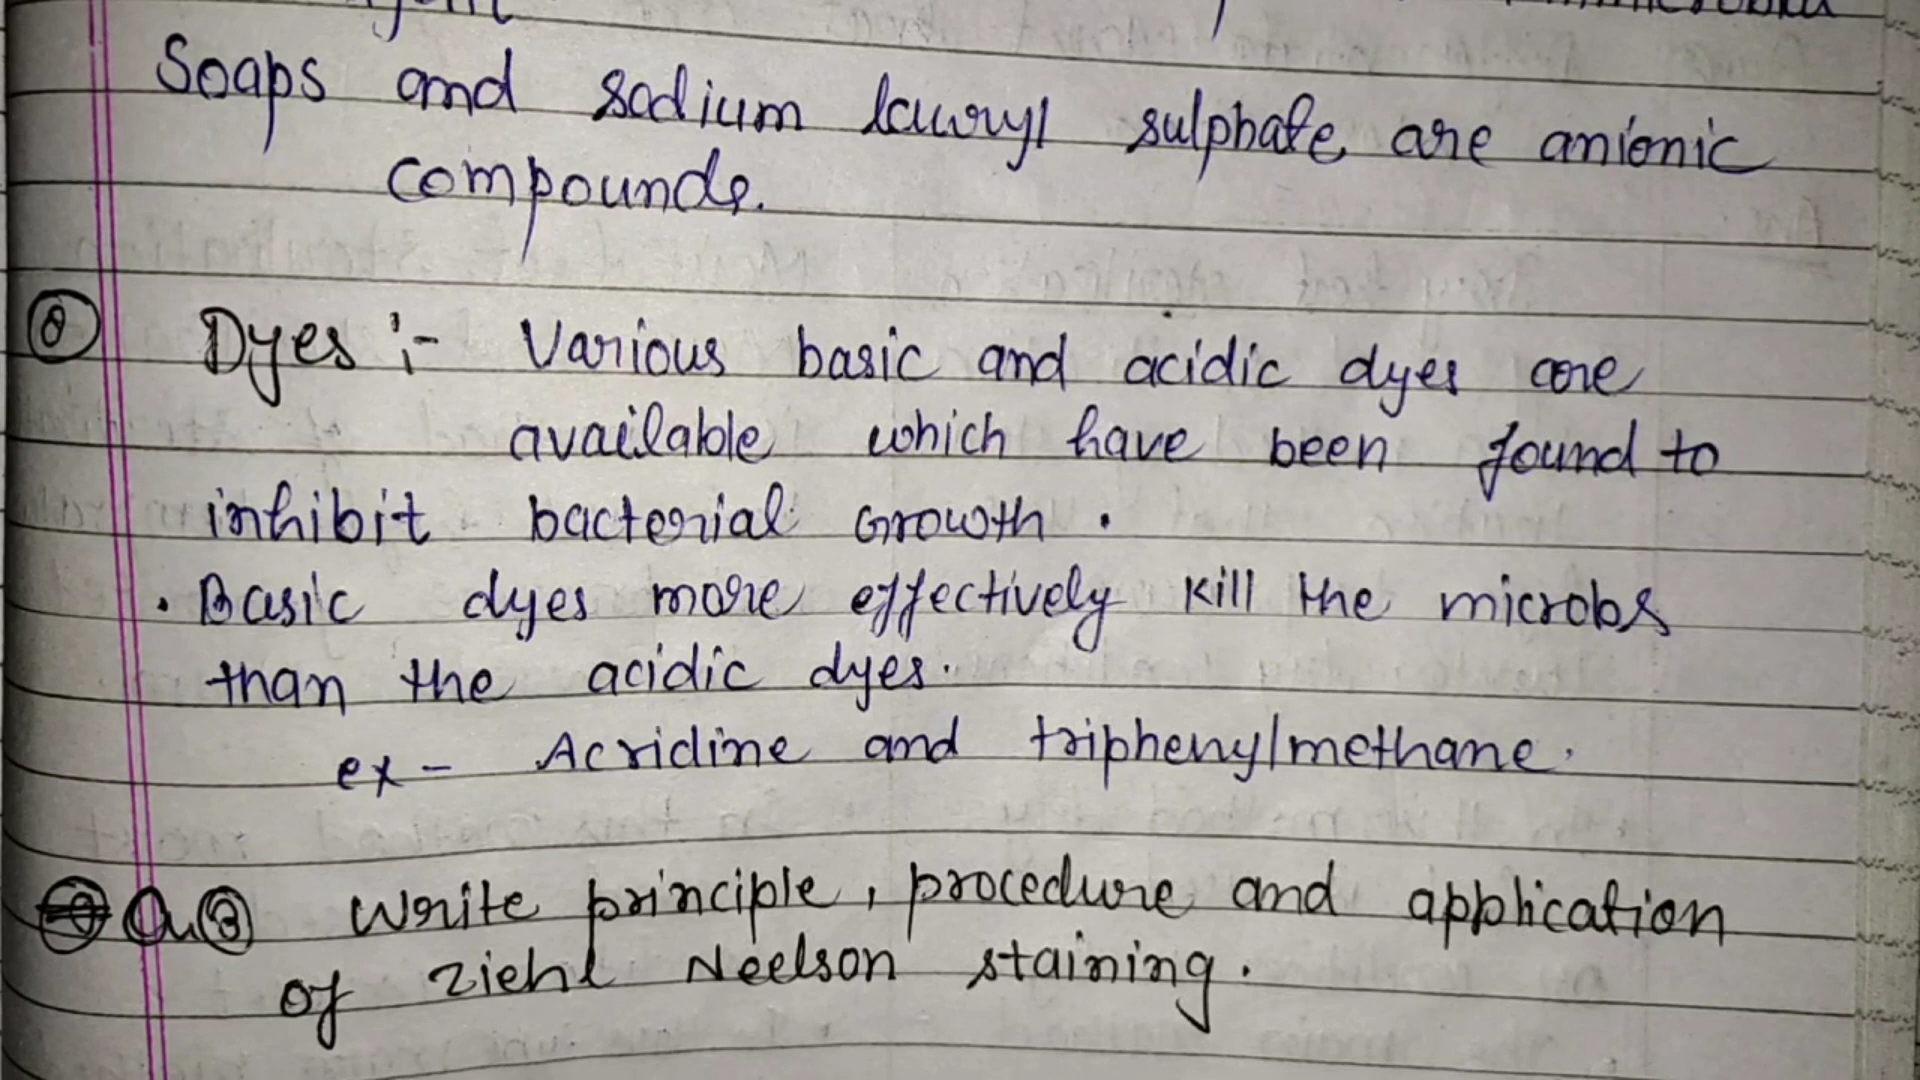 Soaps and sodium lauryl sulphate are anionic
compounds.
⑧ Dyes :- Various basic and acidic dyes are
available which have been found to
inhibit bacterial Growth.
• Basic dyes more effectively kill the microbs
than the acidic dyes.
ex - Acridine and triphenylmethane.
Qu ③ Write principle, procedure and application
of Ziehl Neelson staining.